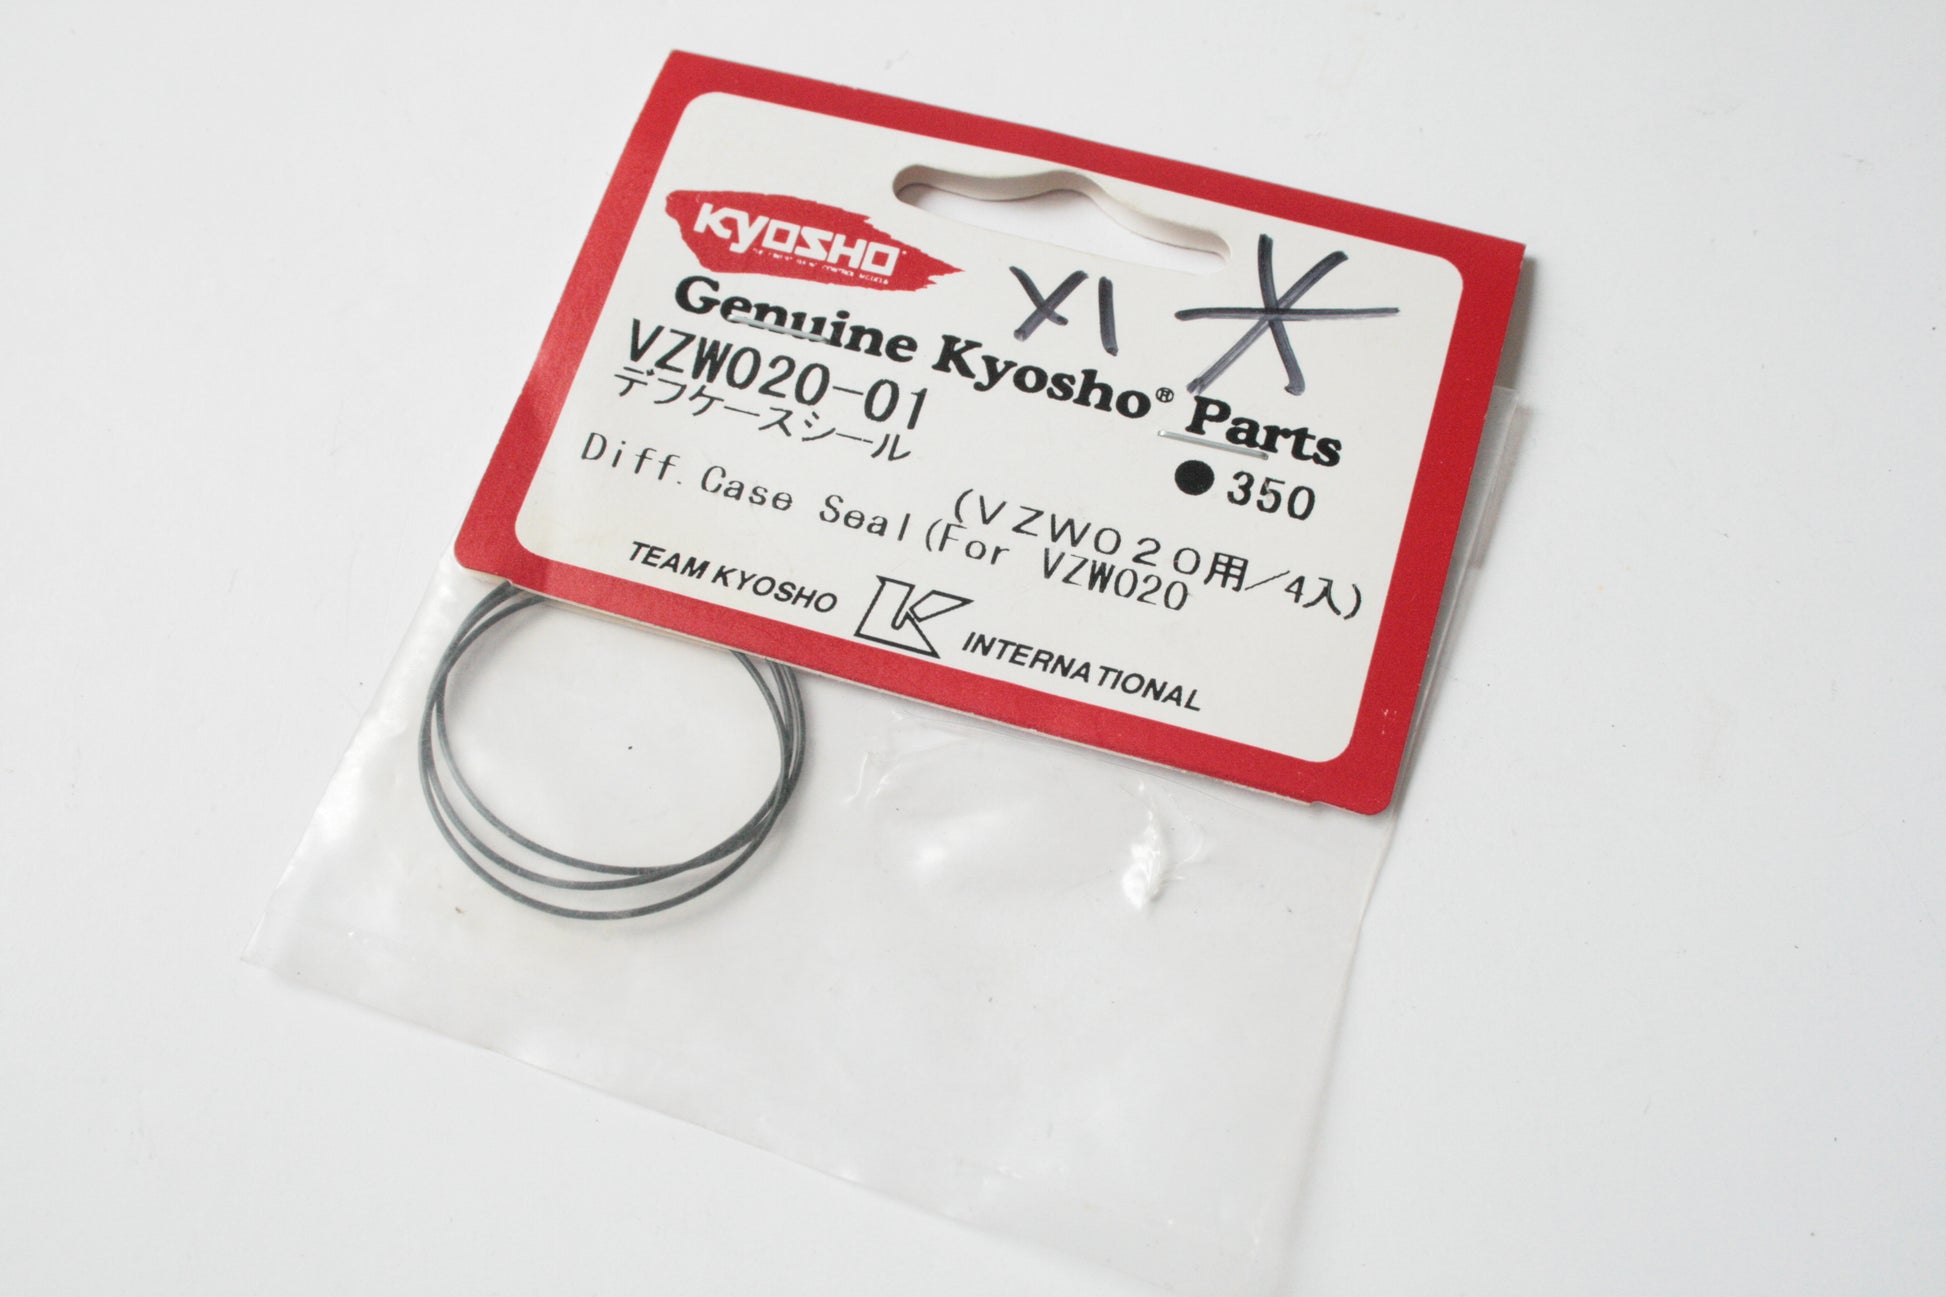 KYOSHO
X1 *
Genuine Kyosho® Parts
VZW020-01
デフケースシール
●350
(VZW020用/4入)
Diff.Case Seal(For VZW020
TEAM KYOSHO K INTERNATIONAL